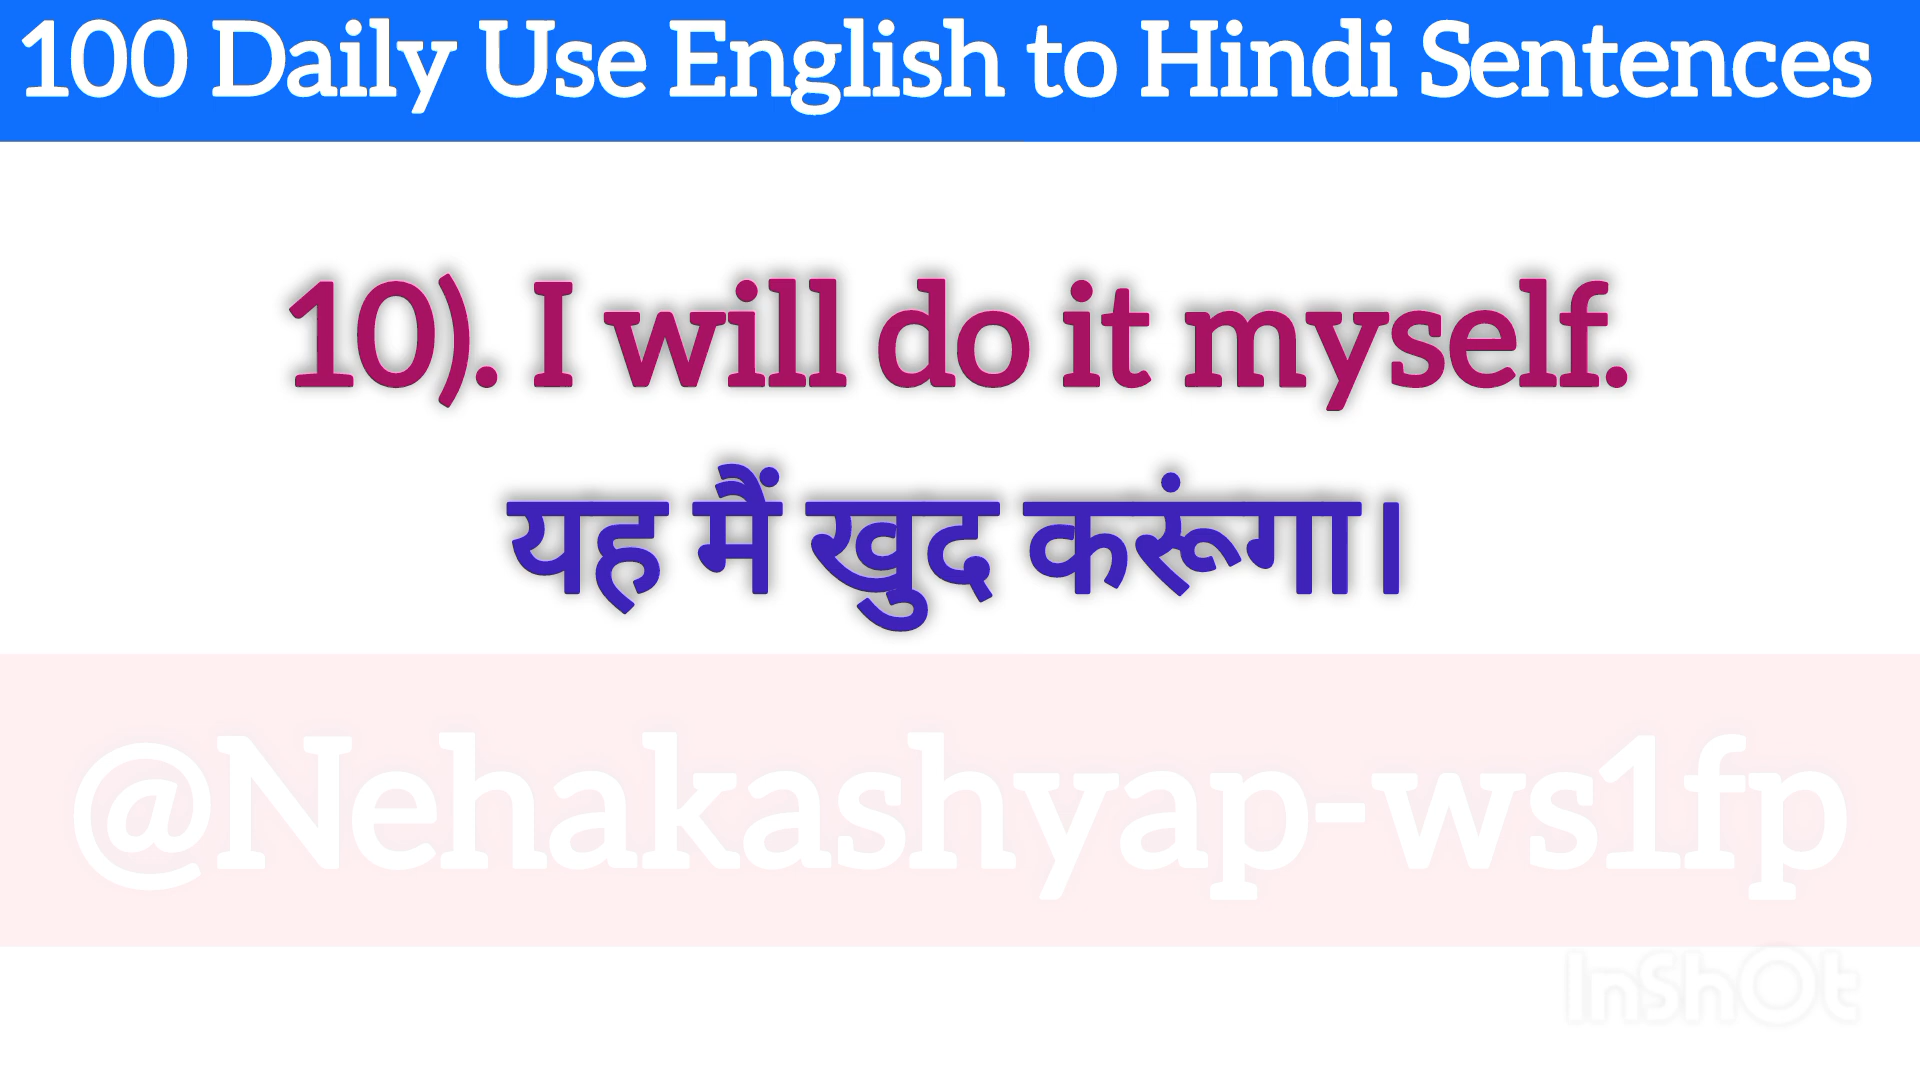 100 Daily Use English to Hindi Sentences
10). I will do it myself.
यह मैं खुद करूंगा।
@Nehakashyap-ws1fp
InShOt